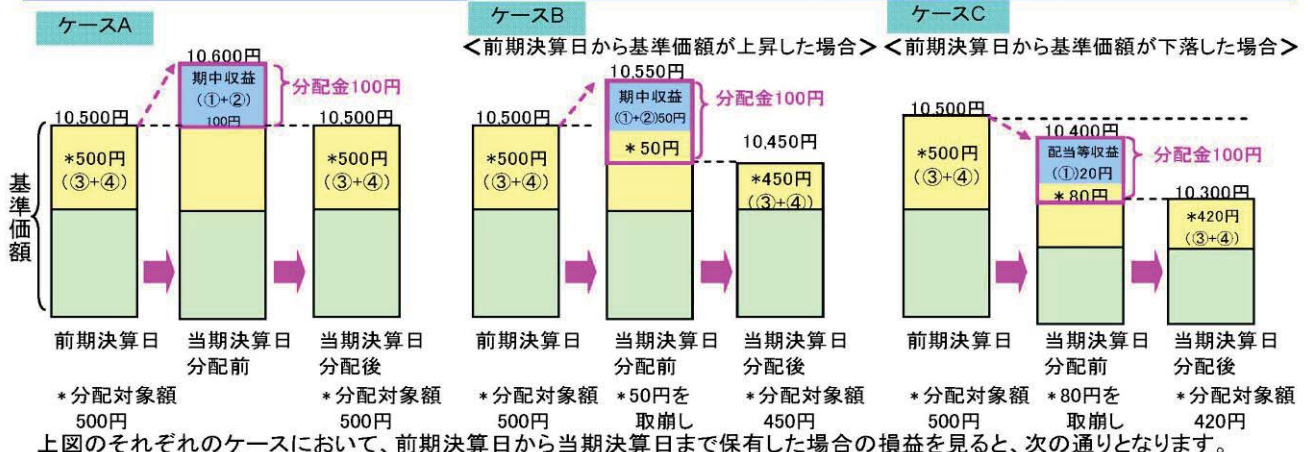 ケースA
10,600円
期中収益
(①+②)
100円
分配金100円
10,500円
*500円
(③+④)
10,500円
*500円
(③+④)
基準価額
前期決算日
当期決算日
分配前
当期決算日
分配後
*分配対象額
500円
*分配対象額
500円
ケースB
<前期決算日から基準価額が上昇した場合>
10,550円
期中収益
(①+②)50円
*50円
分配金100円
10,500円
*500円
(③+④)
10,450円
*450円
(③+④)
前期決算日
当期決算日
分配前
当期決算日
分配後
*分配対象額
500円
*50円を
取崩し
*分配対象額
450円
ケースC
<前期決算日から基準価額が下落した場合>
10,500円
*500円
(③+④)
10,400円
配当等収益
(①)20円
*80円
分配金100円
10,300円
*420円
(③+④)
前期決算日
当期決算日
分配前
当期決算日
分配後
*分配対象額
500円
*80円を
取崩し
*分配対象額
420円
上図のそれぞれのケースにおいて、前期決算日から当期決算日まで保有した場合の損益を見ると、次の通りとなります。